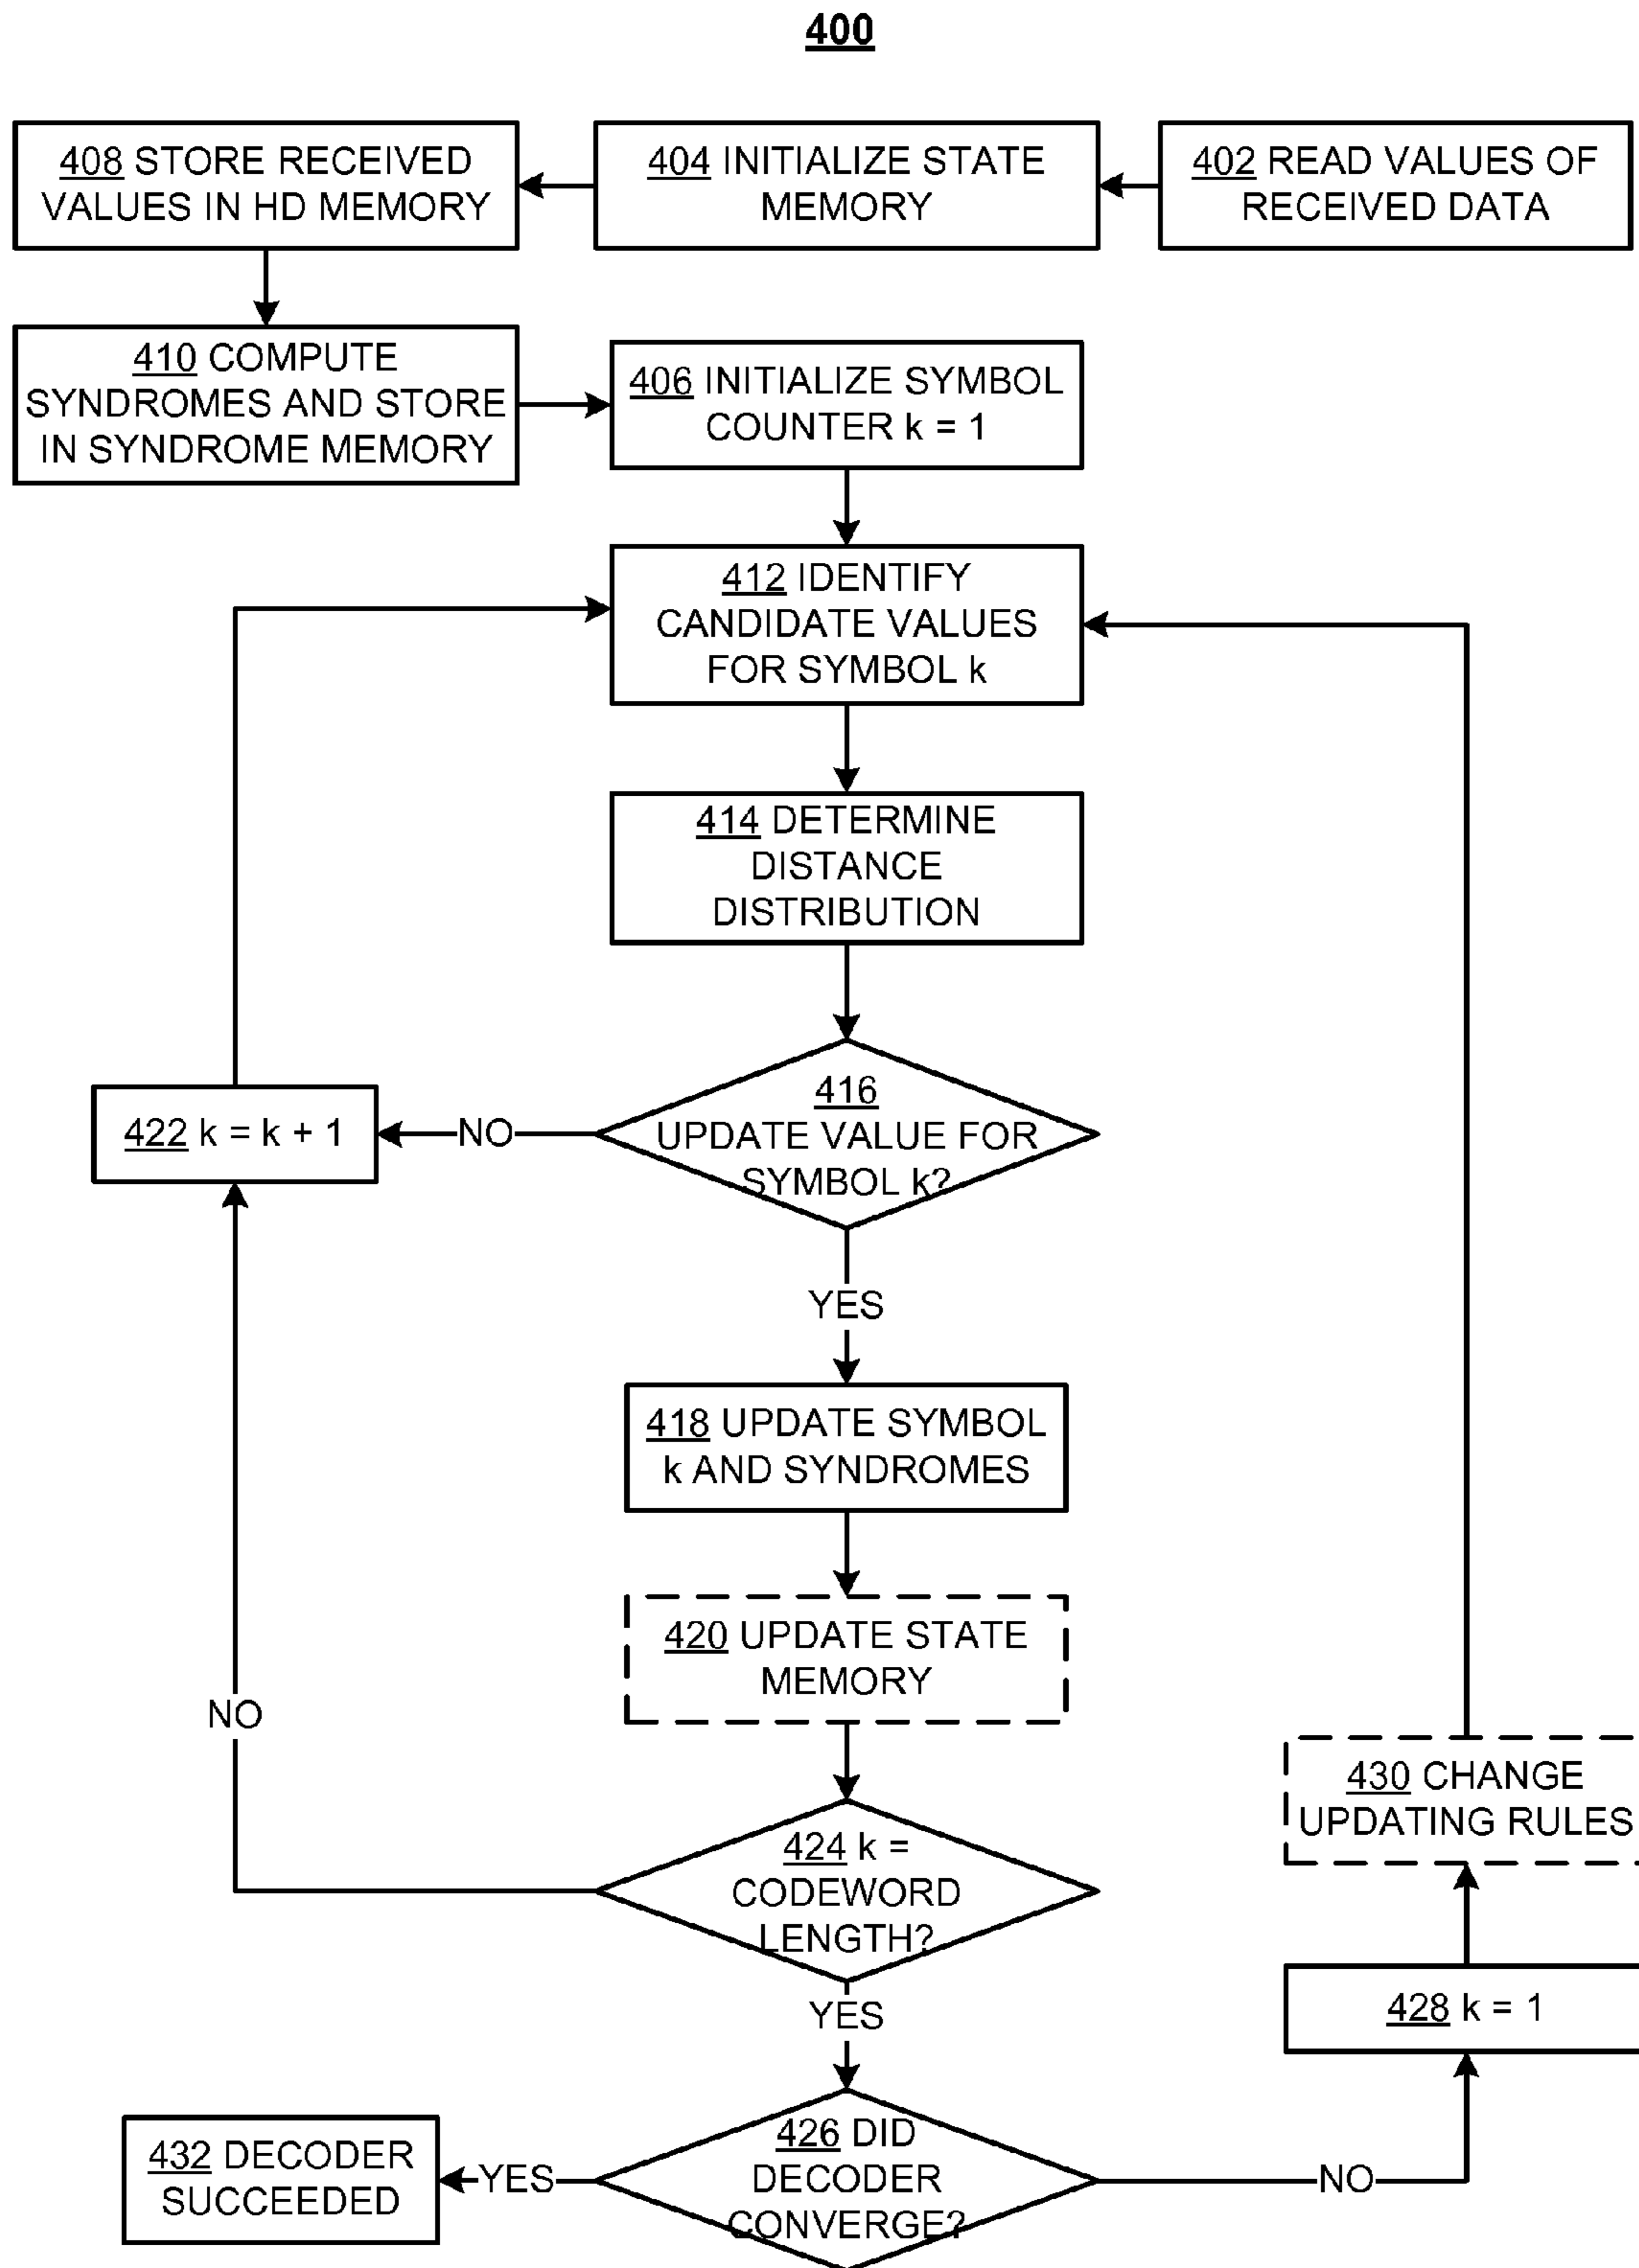 400
408 STORE RECEIVED
VALUES IN HD MEMORY
404 INITIALIZE STATE
MEMORY
402 READ VALUES OF
RECEIVED DATA
410 COMPUTE
SYNDROMES AND STORE
IN SYNDROME MEMORY
406 INITIALIZE SYMBOL
COUNTER k = 1
412 IDENTIFY
CANDIDATE VALUES
FOR SYMBOL k
414 DETERMINE
DISTANCE
DISTRIBUTION
416
UPDATE VALUE FOR
SYMBOL k?
NO
422 k = k + 1
YES
418 UPDATE SYMBOL
k AND SYNDROMES
420 UPDATE STATE
MEMORY
NO
430 CHANGE
UPDATING RULES
424 k =
CODEWORD
LENGTH?
428 k = 1
YES
426 DID
DECODER
CONVERGE?
YES
NO
432 DECODER
SUCCEEDED